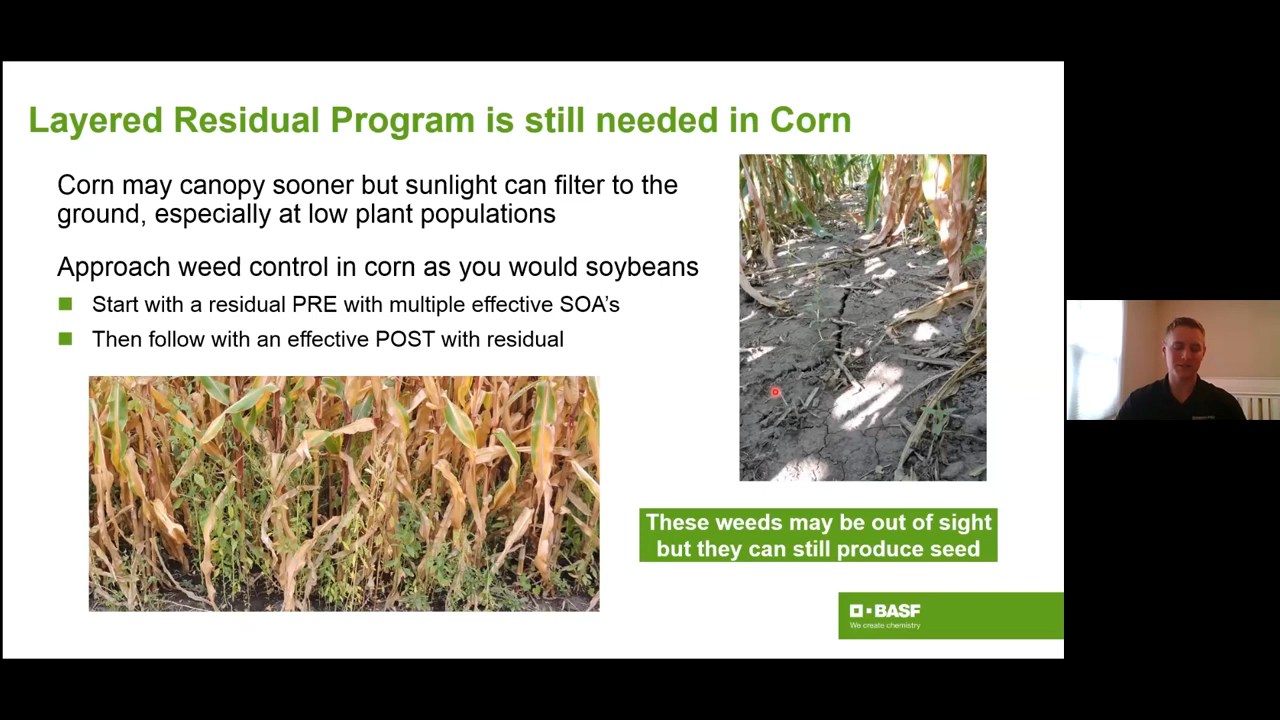 Layered Residual Program is still needed in Corn
Corn may canopy sooner but sunlight can filter to the
ground, especially at low plant populations
Approach weed control in corn as you would soybeans
Start with a residual PRE with multiple effective SOA's
Then follow with an effective POST with residual
These weeds may be out of sight
but they can still produce seed
BASF
We create chemistry